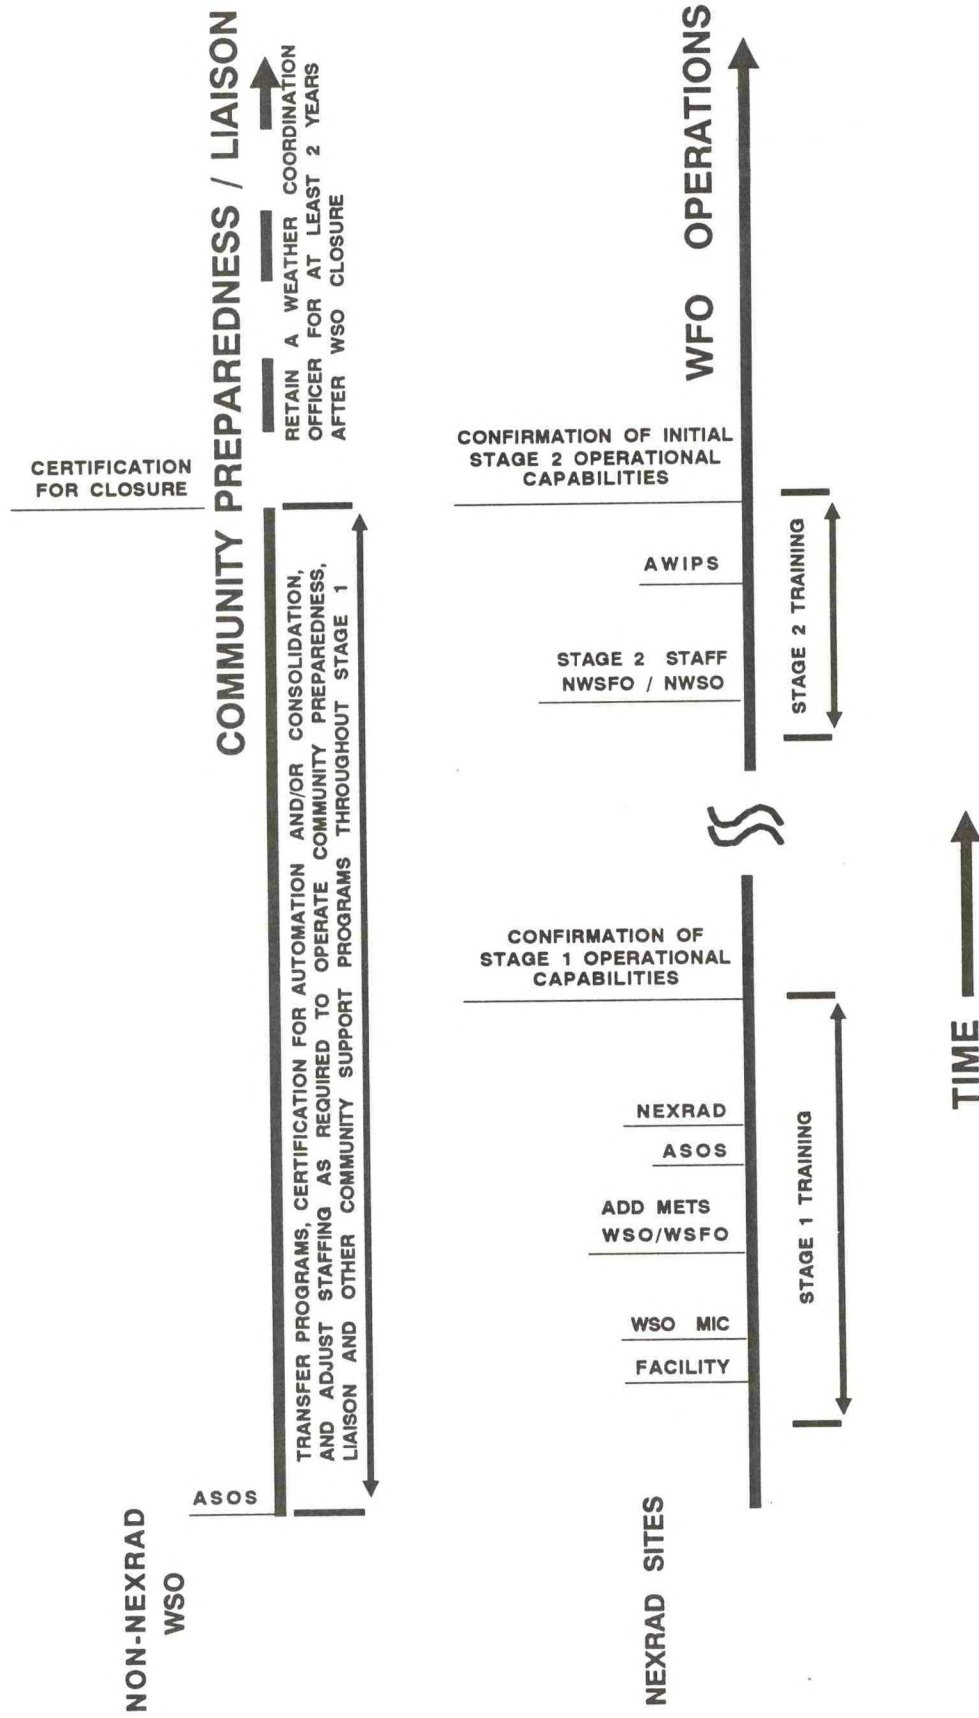 NON-NEXRAD
WSO
ASOS
CERTIFICATION
FOR CLOSURE
COMMUNITY PREPAREDNESS / LIAISON
TRANSFER PROGRAMS, CERTIFICATION FOR AUTOMATION AND/OR CONSOLIDATION,
AND ADJUST STAFFING AS REQUIRED TO OPERATE COMMUNITY PREPAREDNESS,
LIAISON AND OTHER COMMUNITY SUPPORT PROGRAMS THROUGHOUT STAGE 1
RETAIN A WEATHER COORDINATION
OFFICER FOR AT LEAST 2 YEARS
AFTER WSO CLOSURE
NEXRAD SITES
FACILITY
WSO MIC
ADD METS
WSO/WSFO
ASOS
NEXRAD
CONFIRMATION OF
STAGE 1 OPERATIONAL
CAPABILITIES
STAGE 2 STAFF
NWSFO / NWSO
AWIPS
CONFIRMATION OF INITIAL
STAGE 2 OPERATIONAL
CAPABILITIES
WFO OPERATIONS
STAGE 1 TRAINING
STAGE 2 TRAINING
TIME